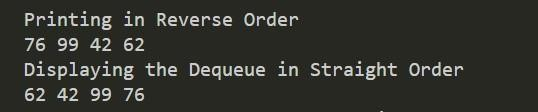 Printing in Reverse Order
76 99 42 62
Displaying the Dequeue in Straight Order
62 42 99 76